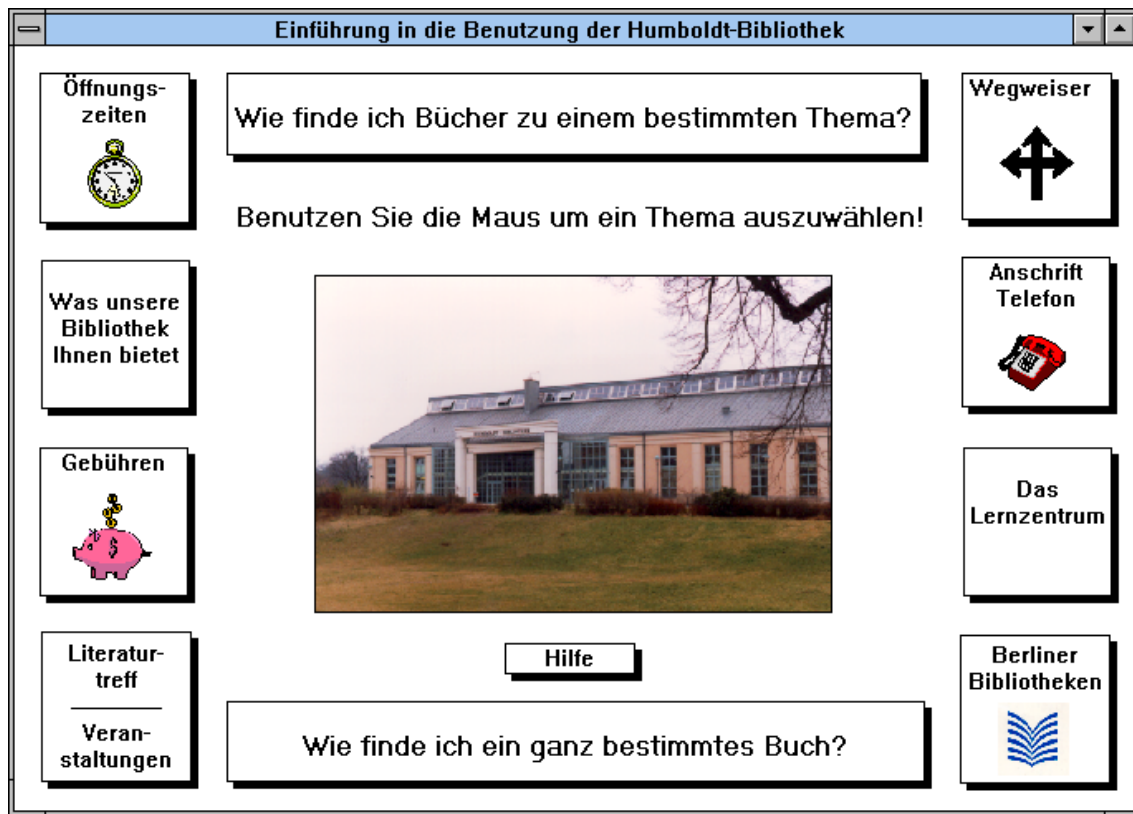 Einführung in die Benutzung der Humboldt-Bibliothek
Öffnungs-
zeiten
Wie finde ich Bücher zu einem bestimmten Thema?
Wegweiser
Benutzen Sie die Maus um ein Thema auszuwählen!
Was unsere
Bibliothek
Ihnen bietet
Anschrift
Telefon
Gebühren
$
Das
Lernzentrum
Literatur-
treff
Veran-
staltungen
Hilfe
Berliner
Bibliotheken
Wie finde ich ein ganz bestimmtes Buch?